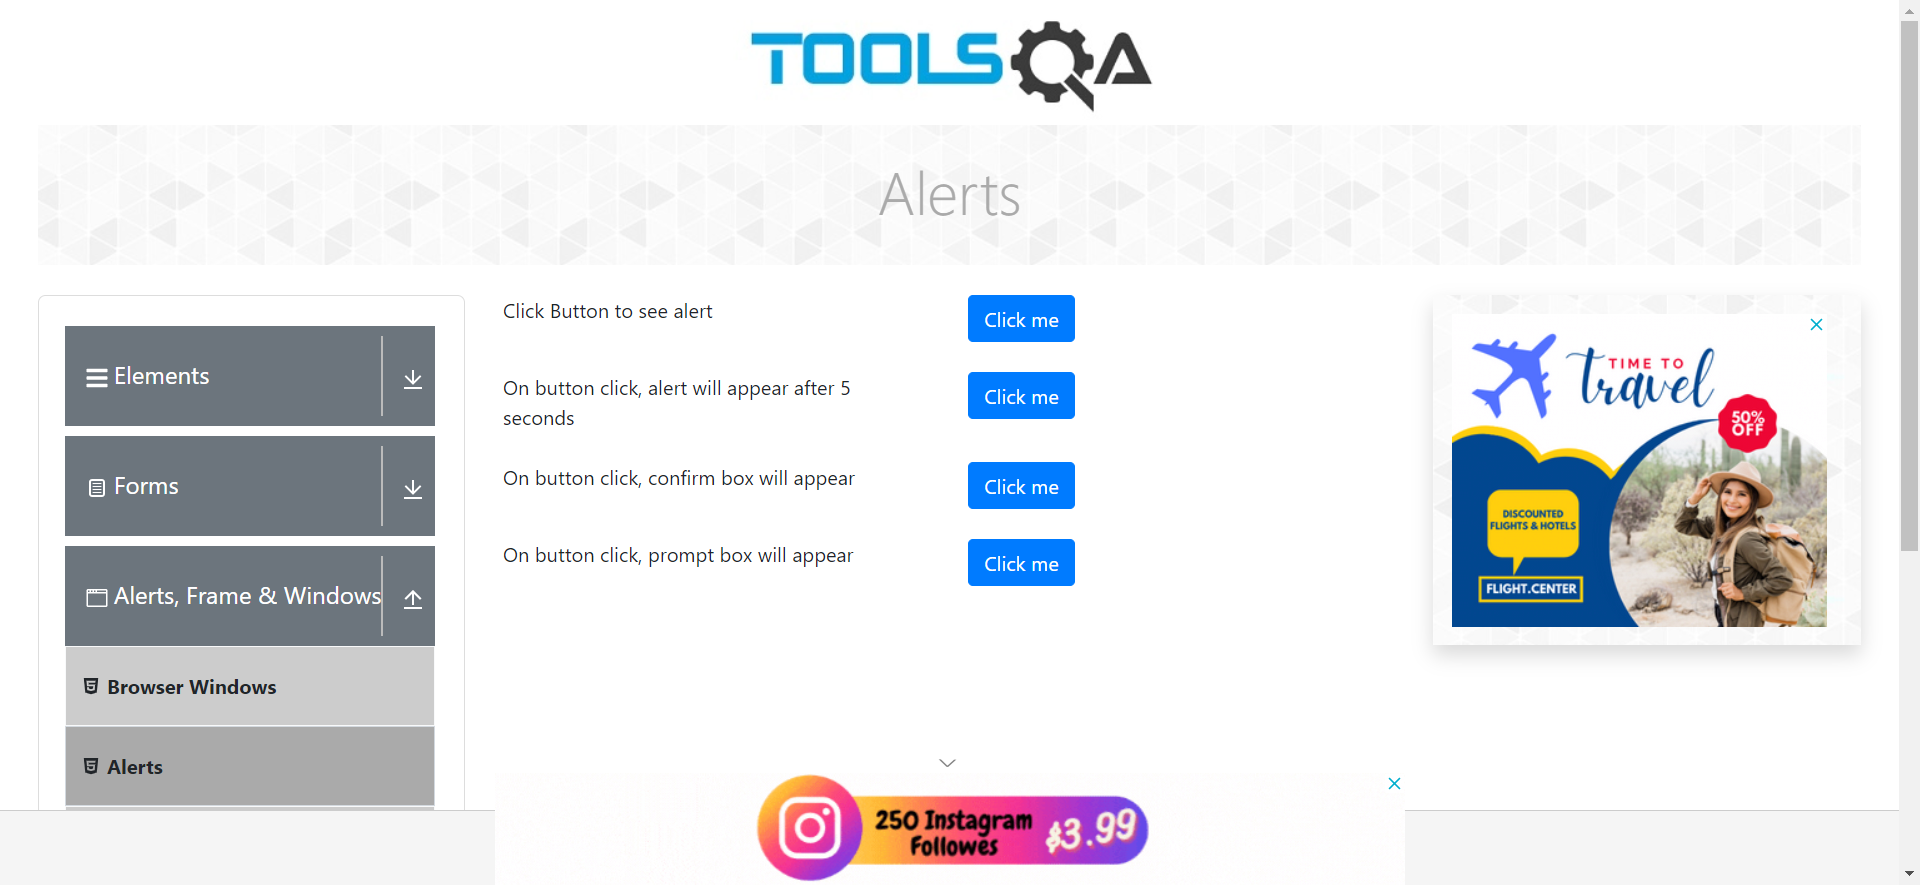 TOOLSQA
Alerts
Elements
Forms
Alerts, Frame & Windows
Browser Windows
Alerts
Click Button to see alert
Click me
On button click, alert will appear after 5
seconds
Click me
On button click, confirm box will appear
Click me
On button click, prompt box will appear
Click me
TIME TO
travel
50%
OFF
DISCOUNTED
FLIGHTS & HOTELS
FLIGHT.CENTER
250 Instagram
Followes
$3.99